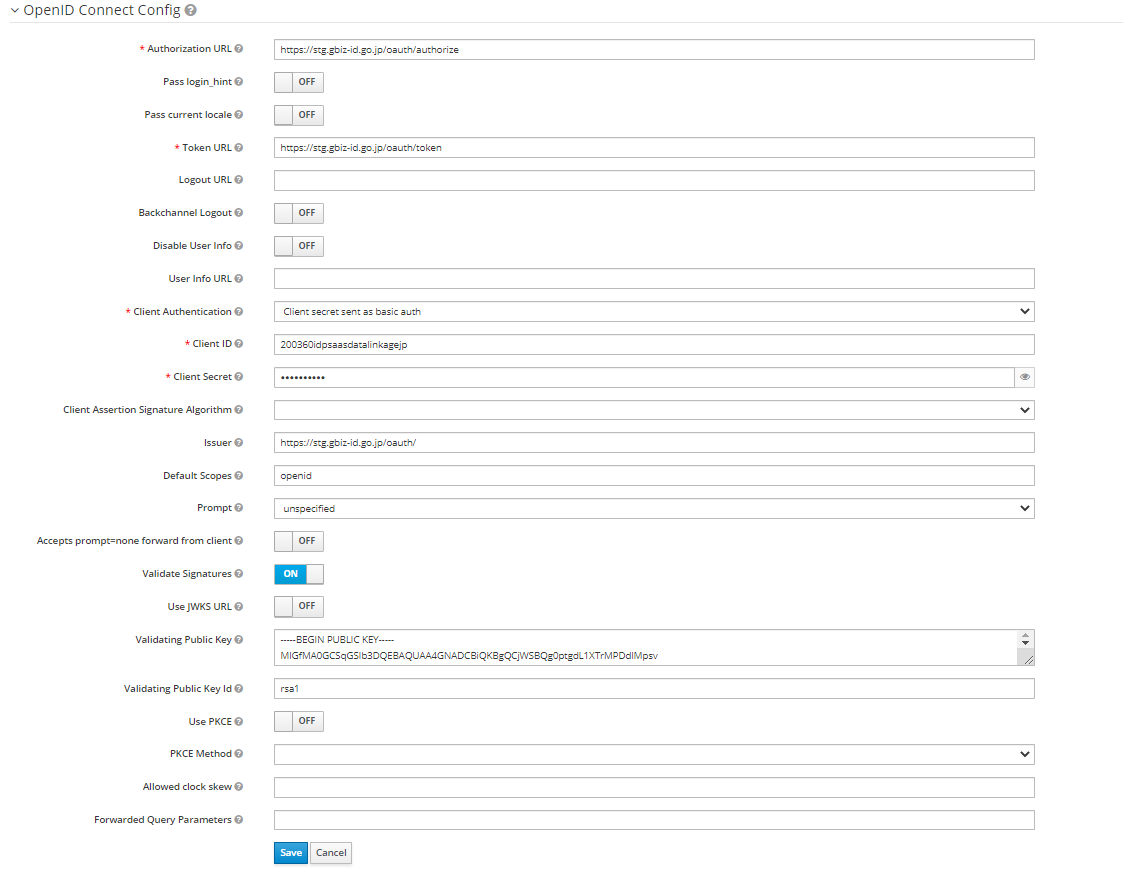 OpenID Connect Config
* Authorization URL
https://stg.gbiz-id.go.jp/oauth/authorize
Pass login_hint
OFF
Pass current locale
OFF
* Token URL
https://stg.gbiz-id.go.jp/oauth/token
Logout URL
Backchannel Logout
OFF
Disable User Info
OFF
User Info URL
* Client Authentication
Client secret sent as basic auth
* Client ID
200360idpsaasdatalinkagejp
* Client Secret
••••••••••
Client Assertion Signature Algorithm
Issuer
https://stg.gbiz-id.go.jp/oauth/
Default Scopes
openid
Prompt
unspecified
Accepts prompt=none forward from client
OFF
Validate Signatures
ON
Use JWKS URL
OFF
Validating Public Key
-----BEGIN PUBLIC KEY-----
MIGfMA0GCSqGSIb3DQEBAQUAA4GNADCBiQKBgQCjWSBQg0ptgdL1XTrMPDdIMpsv
Validating Public Key Id
rsa1
Use PKCE
OFF
PKCE Method
Allowed clock skew
Forwarded Query Parameters
Save Cancel